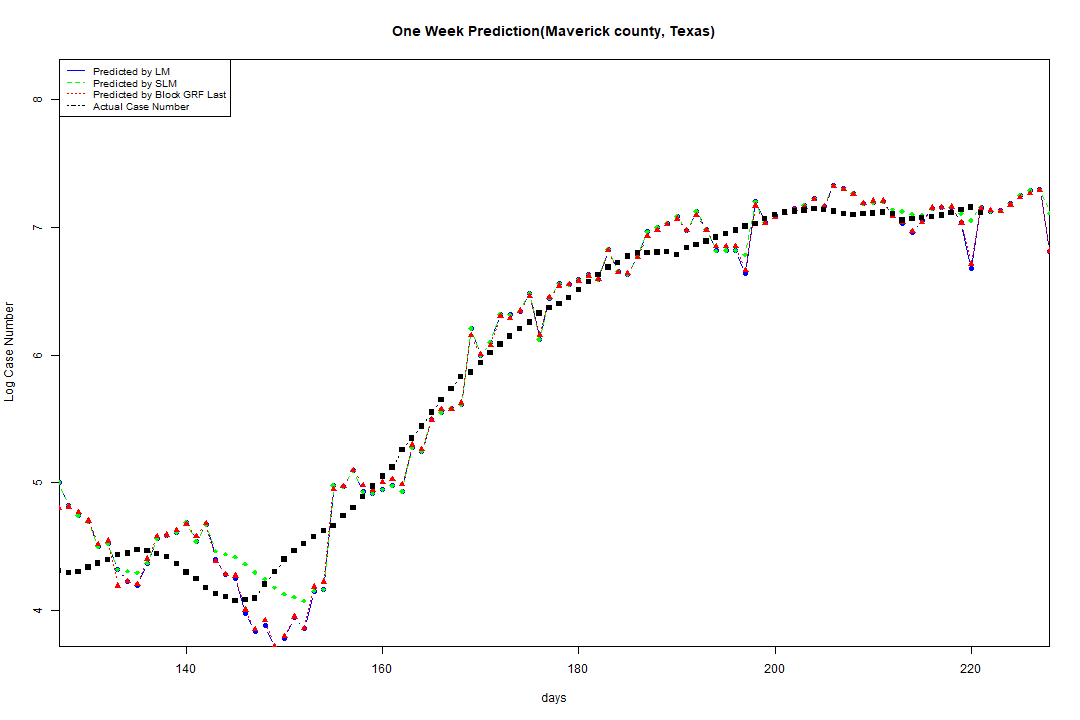 One Week Prediction(Maverick county, Texas)
Predicted by LM
Predicted by SLM
Predicted by Block GRF Last
Actual Case Number
8
7
6
5
4
Log Case Number
140 160 180 200 220
days